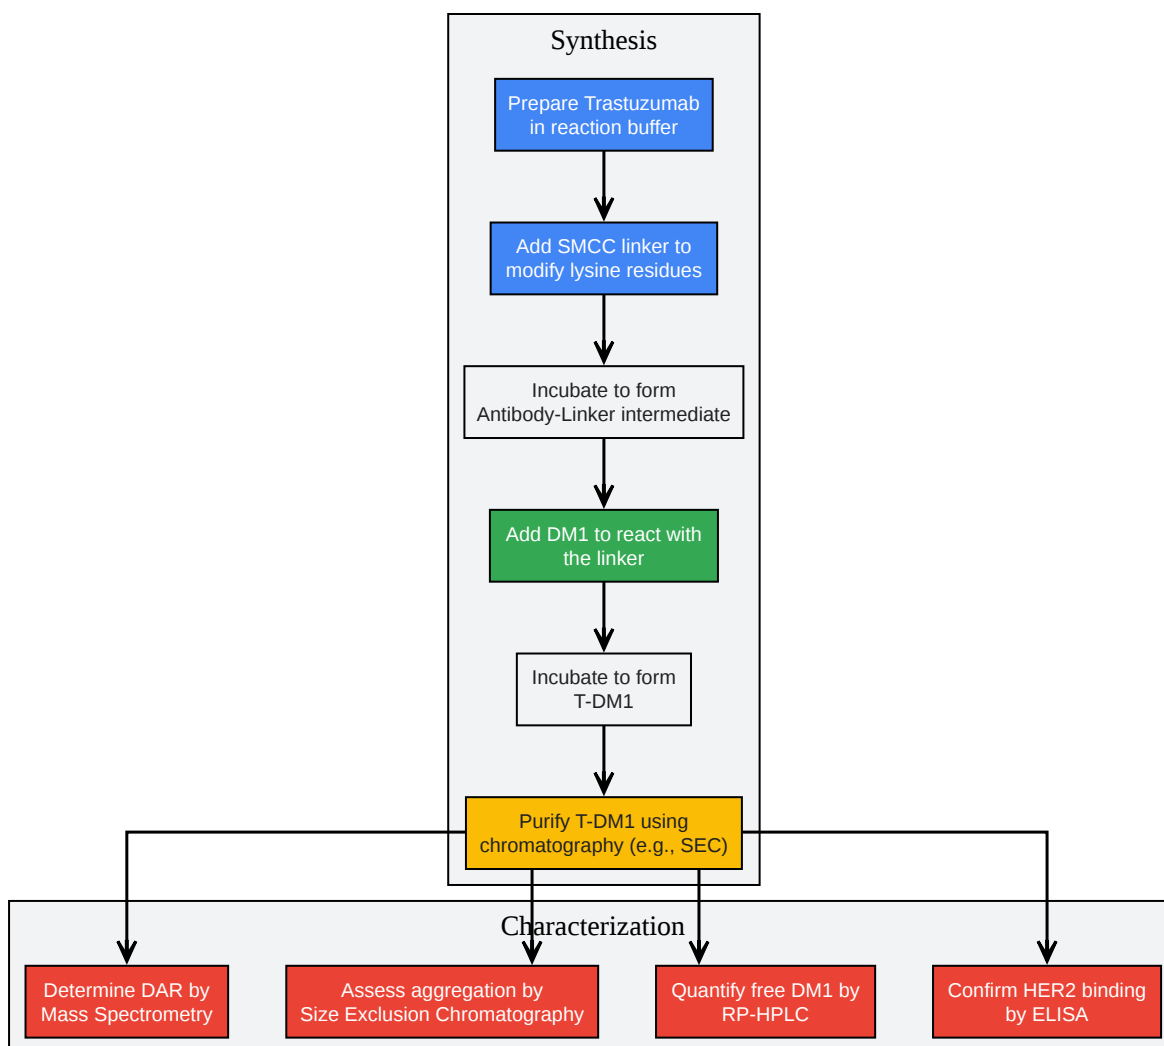 Synthesis
Prepare Trastuzumab
in reaction buffer
Add SMCC linker to
modify lysine residues
Incubate to form
Antibody-Linker intermediate
Add DM1 to react with
the linker
Incubate to form
T-DM1
Purify T-DM1 using
chromatography (e.g., SEC)
Characterization
Determine DAR by
Mass Spectrometry
Assess aggregation by
Size Exclusion Chromatography
Quantify free DM1 by
RP-HPLC
Confirm HER2 binding
by ELISA